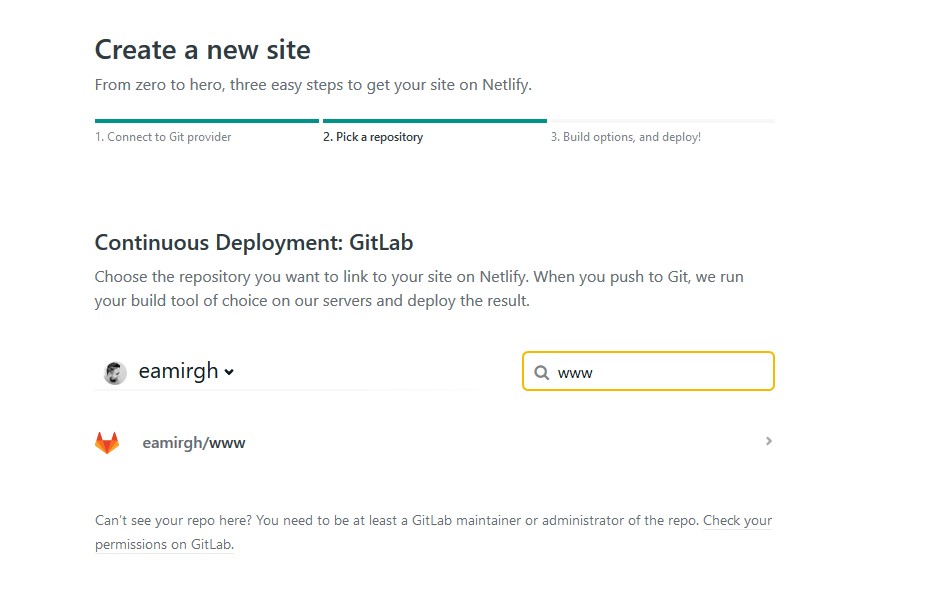 Create a new site
From zero to hero, three easy steps to get your site on Netlify.
1. Connect to Git provider
2. Pick a repository
3. Build options, and deploy!
Continuous Deployment: GitLab
Choose the repository you want to link to your site on Netlify. When you push to Git, we run
your build tool of choice on our servers and deploy the result.
eamirgh
www
eamirgh/www
Can’t see your repo here? You need to be at least a GitLab maintainer or administrator of the repo. Check your
permissions on GitLab.